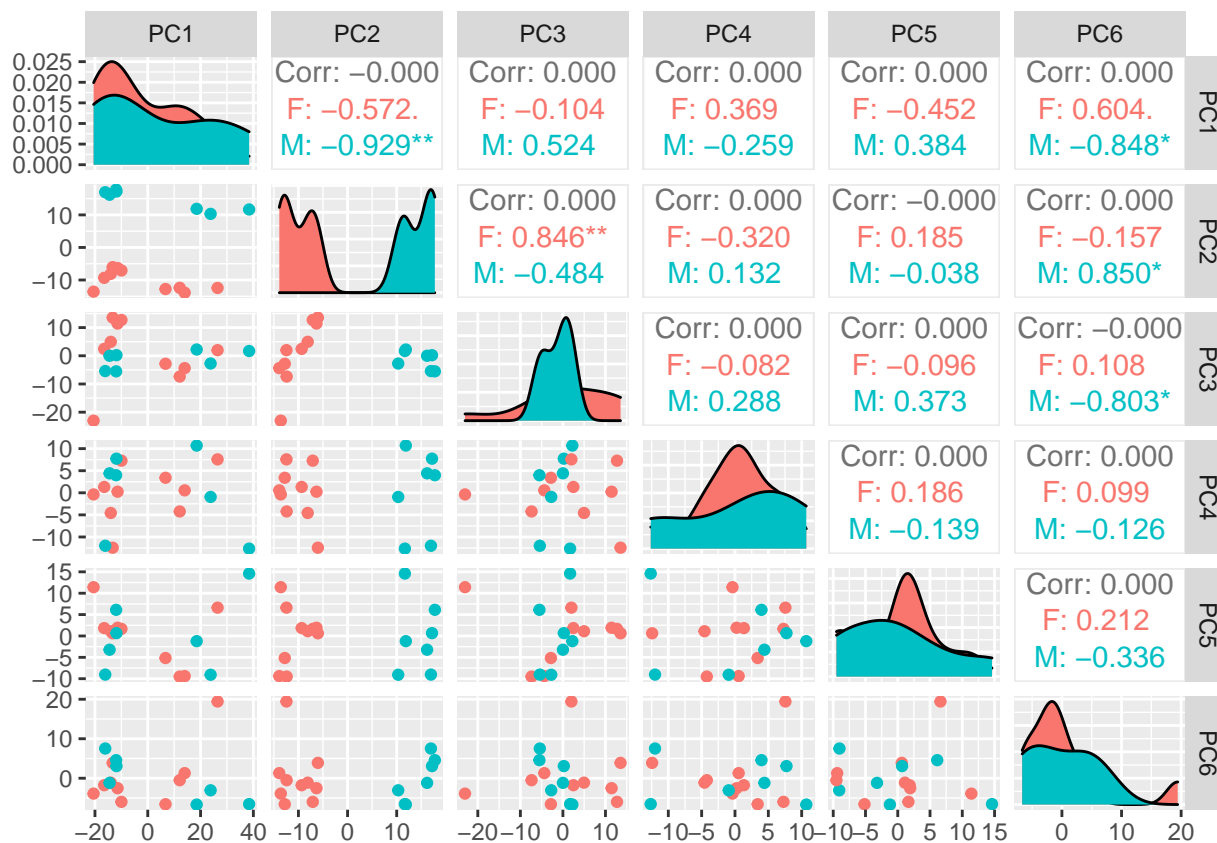 PC1 PC2 PC3 PC4 PC5 PC6
0.025
0.020
0.015
0.010
0.005
0.000
Corr: −0.000
F: −0.572.
M: −0.929**
Corr: 0.000
F: −0.104
M: 0.524
Corr: 0.000
F: 0.369
M: −0.259
Corr: 0.000
F: −0.452
M: 0.384
Corr: 0.000
F: 0.604.
M: −0.848*
PC1
10
0
−10
Corr: 0.000
F: 0.846**
M: −0.484
Corr: 0.000
F: −0.320
M: 0.132
Corr: −0.000
F: 0.185
M: −0.038
Corr: 0.000
F: −0.157
M: 0.850*
PC2
10
0
−10
−20
Corr: 0.000
F: −0.082
M: 0.288
Corr: 0.000
F: −0.096
M: 0.373
Corr: −0.000
F: 0.108
M: −0.803*
PC3
10
5
0
−5
−10
Corr: 0.000
F: 0.186
M: −0.139
Corr: 0.000
F: 0.099
M: −0.126
PC4
15
10
5
0
−5
−10
Corr: 0.000
F: 0.212
M: −0.336
PC5
20
10
0
PC6
−20 0 20 40 −10 0 10 −20 −10 0 10 −10 −5 0 5 10 −10 −5 0 5 10 15 0 10 20